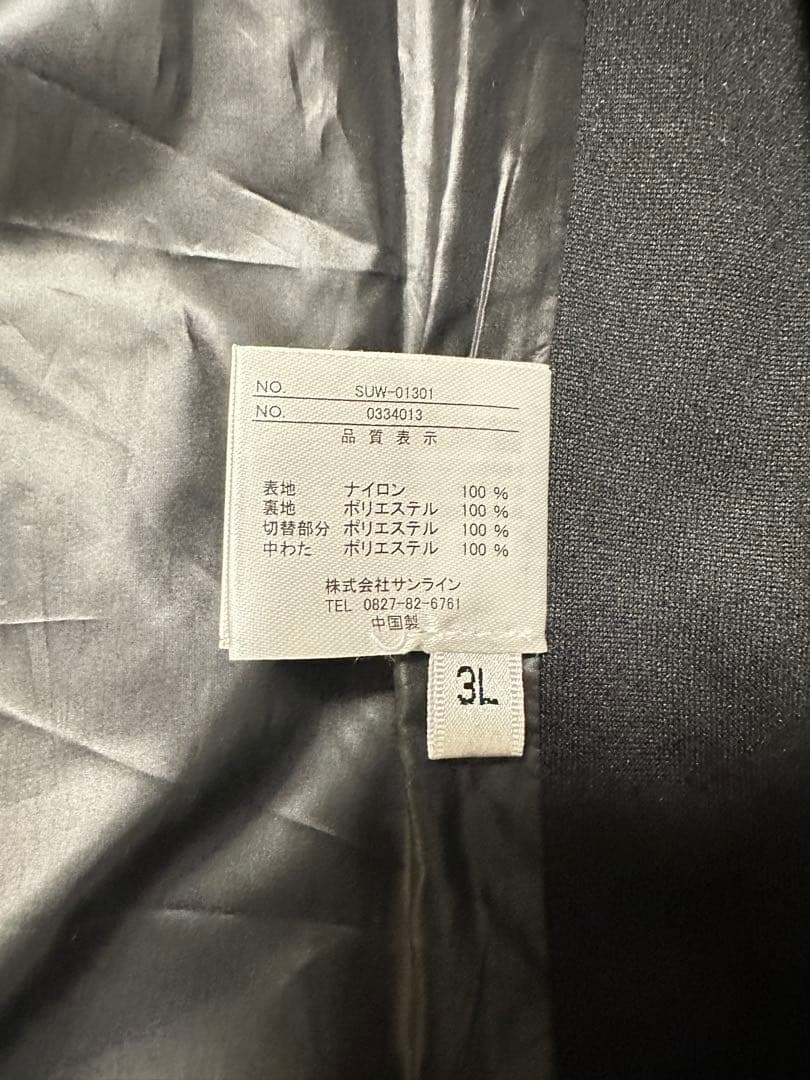 NO. SUW-01301
NO. 0334013
品質表示
表地 ナイロン 100 %
裏地 ポリエステル 100 %
切替部分 ポリエステル 100 %
中わた ポリエステル 100 %
株式会社サンライン
TEL 0827-82-6761
中国製
3L